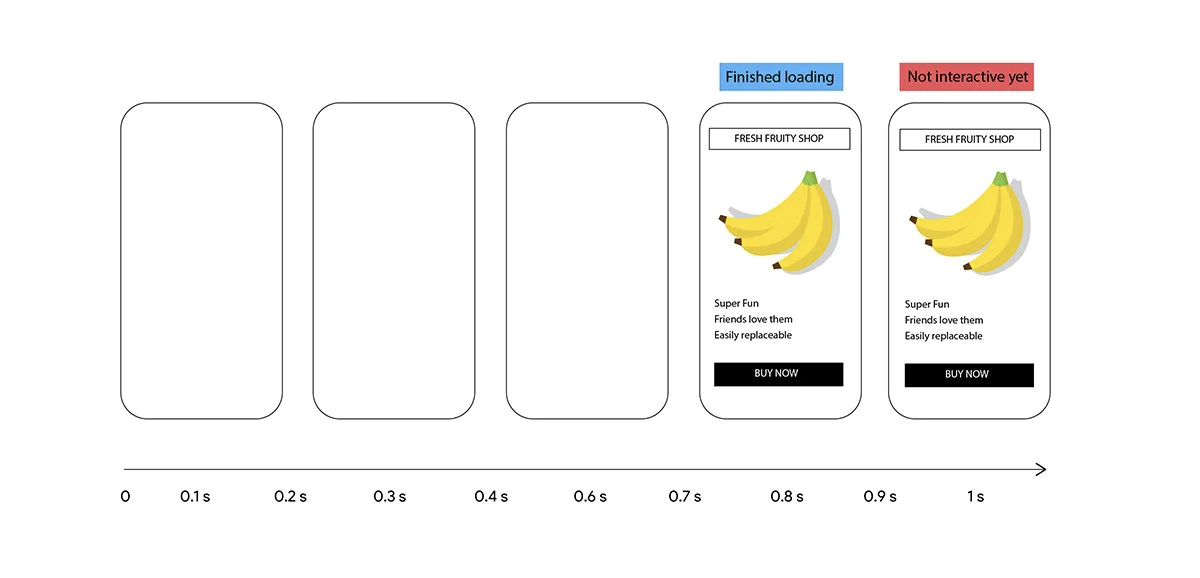 Finished loading
Not interactive yet
FRESH FRUITY SHOP
Super Fun
Friends love them
Easily replaceable
BUY NOW
FRESH FRUITY SHOP
Super Fun
Friends love them
Easily replaceable
BUY NOW
0 0.1 s 0.2 s 0.3 s 0.4 s 0.6 s 0.7 s 0.8 s 0.9 s 1 s